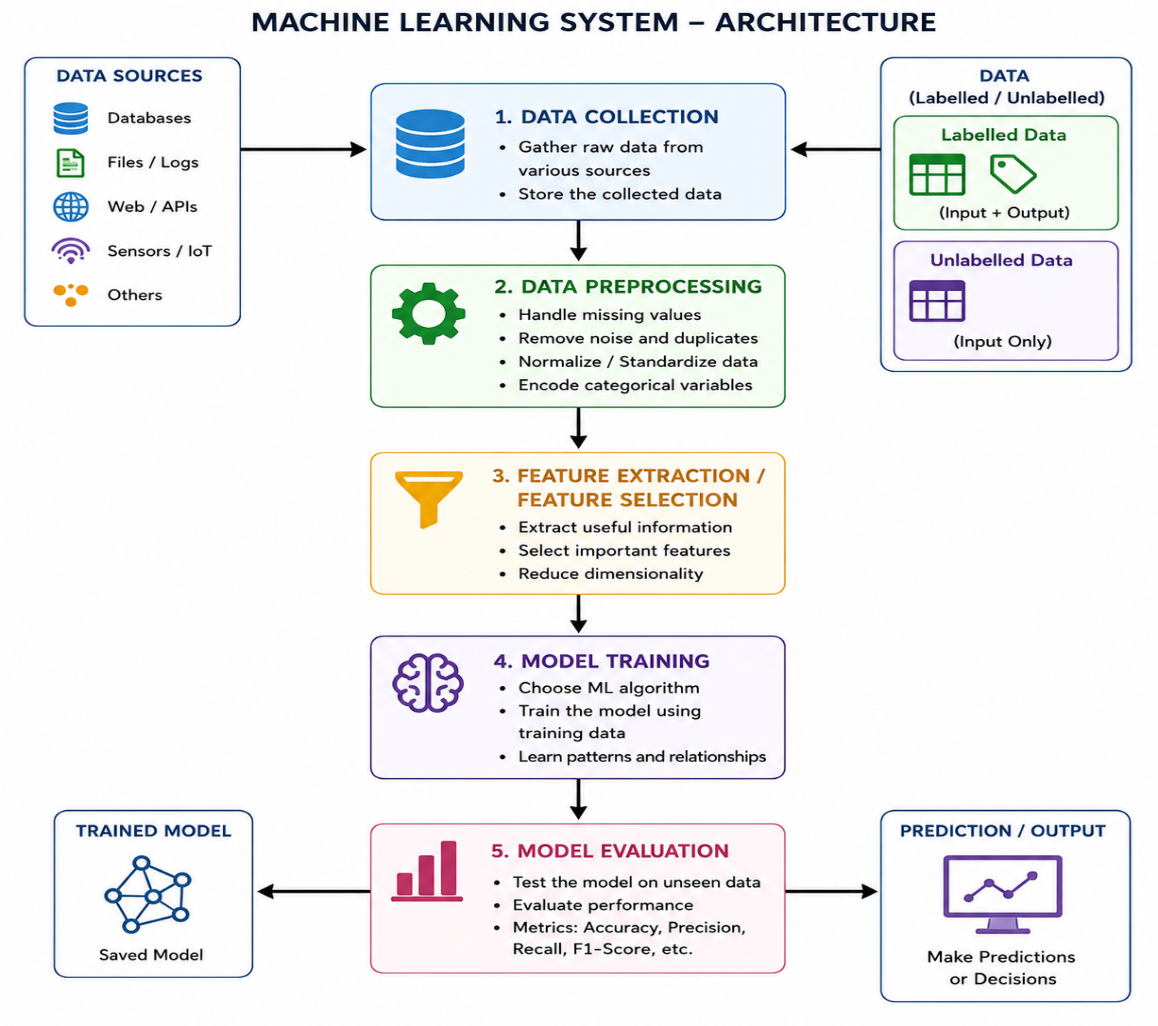 MACHINE LEARNING SYSTEM – ARCHITECTURE
DATA SOURCES
Databases
Files / Logs
Web / APIs
Sensors / IoT
Others
1. DATA COLLECTION
• Gather raw data from
various sources
• Store the collected data
DATA
(Labelled / Unlabelled)
Labelled Data
(Input + Output)
Unlabelled Data
(Input Only)
2. DATA PREPROCESSING
• Handle missing values
• Remove noise and duplicates
• Normalize / Standardize data
• Encode categorical variables
3. FEATURE EXTRACTION /
FEATURE SELECTION
• Extract useful information
• Select important features
• Reduce dimensionality
4. MODEL TRAINING
• Choose ML algorithm
• Train the model using
training data
• Learn patterns and relationships
TRAINED MODEL
Saved Model
5. MODEL EVALUATION
• Test the model on unseen data
• Evaluate performance
• Metrics: Accuracy, Precision,
Recall, F1-Score, etc.
PREDICTION / OUTPUT
Make Predictions
or Decisions